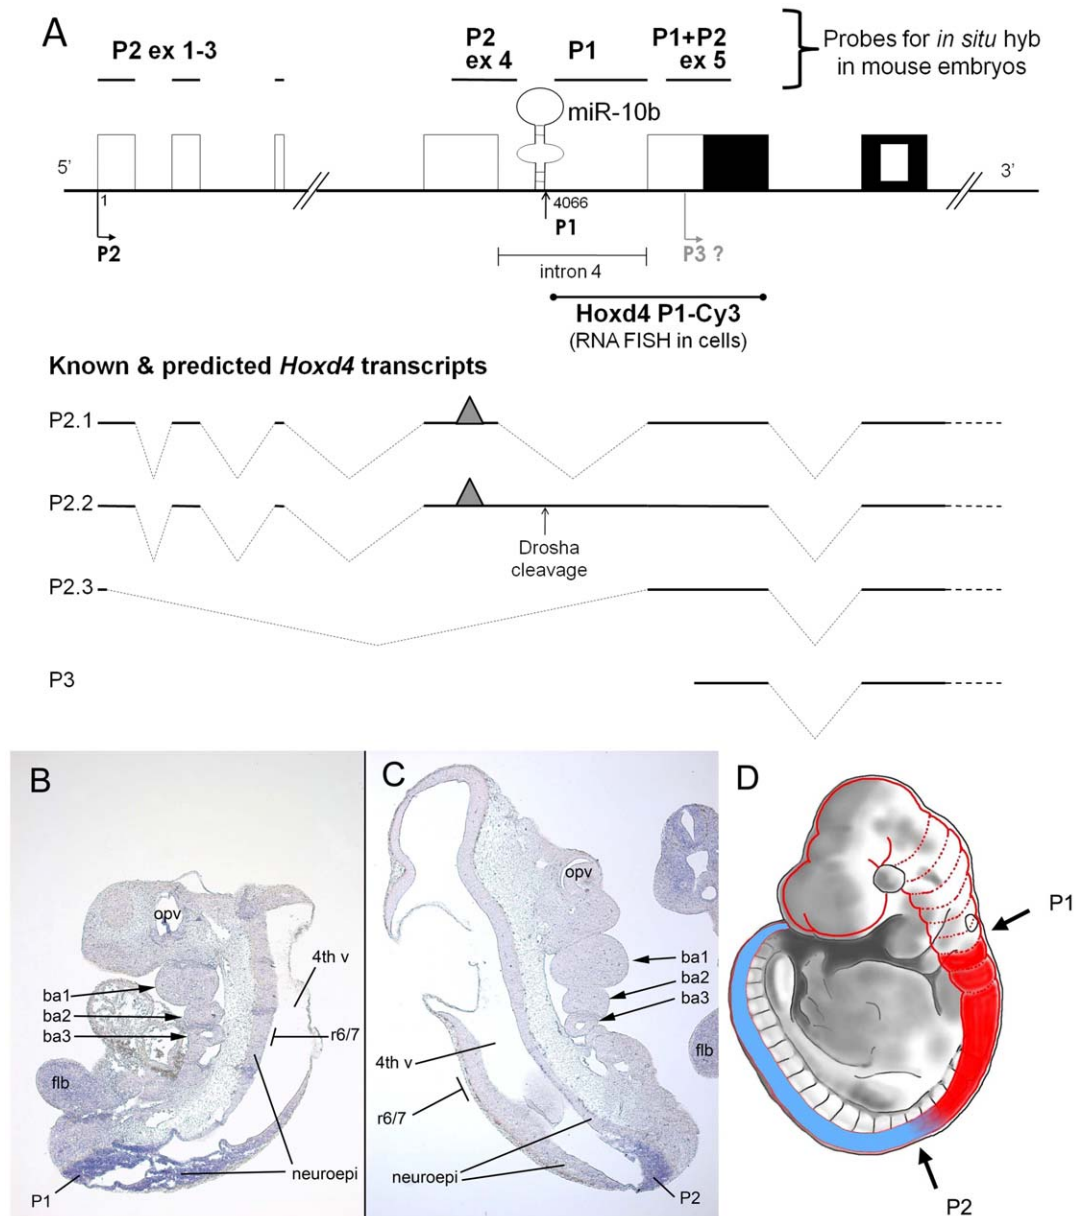 A
P2 ex 1-3
P2
ex 4
P1
P1+P2
ex 5
Probes for in situ hyb
in mouse embryos
miR-10b
5'
3'
1
4066
P2
P1
P3 ?
intron 4
Hoxd4 P1-Cy3
(RNA FISH in cells)
Known & predicted Hoxd4 transcripts
P2.1
P2.2
Drosha
cleavage
P2.3
P3
B
opv
4th v
ba1
ba2
ba3
r6/7
flb
neuroepi
P1
C
opv
ba1
ba2
ba3
4th v
flb
r6/7
neuroepi
P2
D
P1
P2